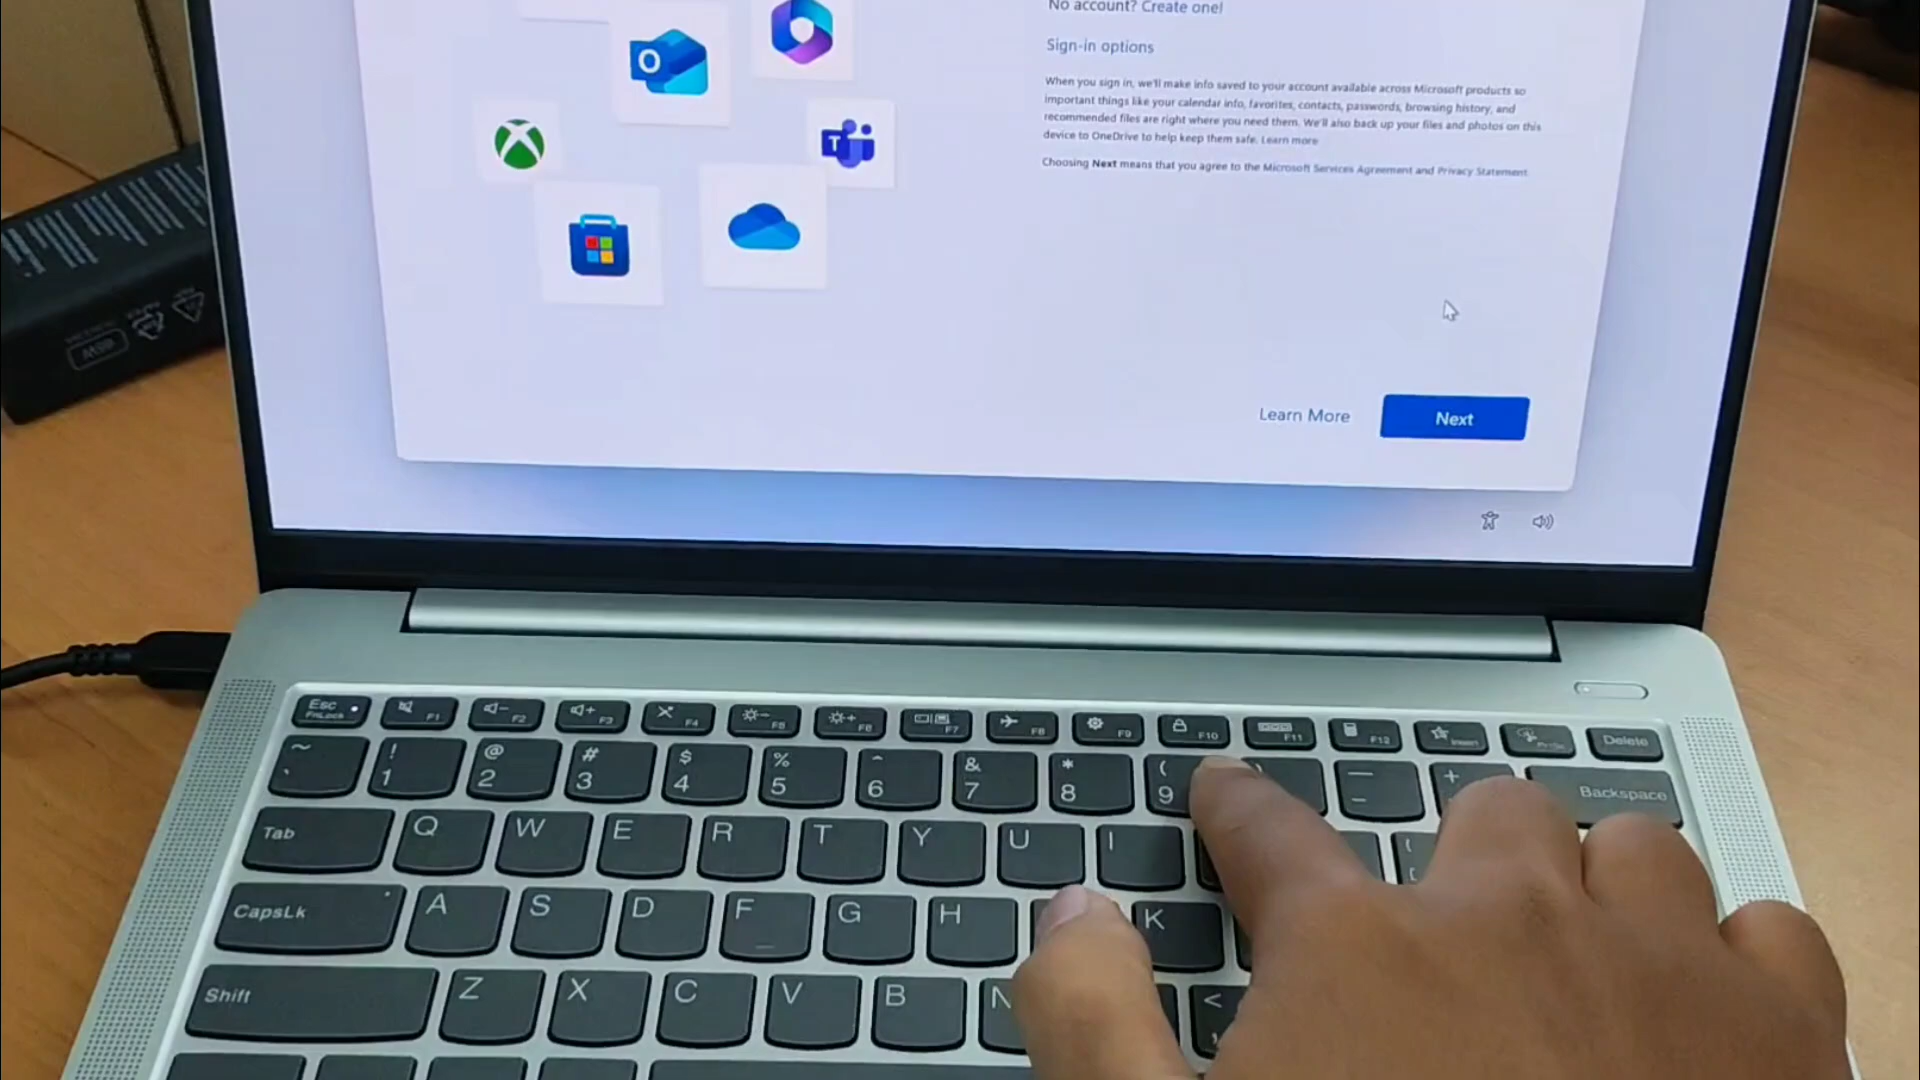 No account? Create one!
Sign-in options
When you sign in, we'll make info saved to your account available across Microsoft products so
important things like your calendar info, favorites, contacts, passwords, browsing history, and
recommended files are right where you need them. We'll also back up your files and photos on this
device to OneDrive to help keep them safe. Learn more
Choosing Next means that you agree to the Microsoft Services Agreement and Privacy Statement.
O
T
Learn More
Next
Esc
FnLock
F1
F2
F3
F4
F5
F6
F7
F8
F9
F10
F11
F12
Insert
Delete
~ `
! 1
@ 2
# 3
$ 4
% 5
^ 6
& 7
* 8
( 9
)
— –
+
Backspace
Tab
Q W E R T Y U I
{ [
CapsLk
A S D F G H K
Shift
Z X C V B N
< ,